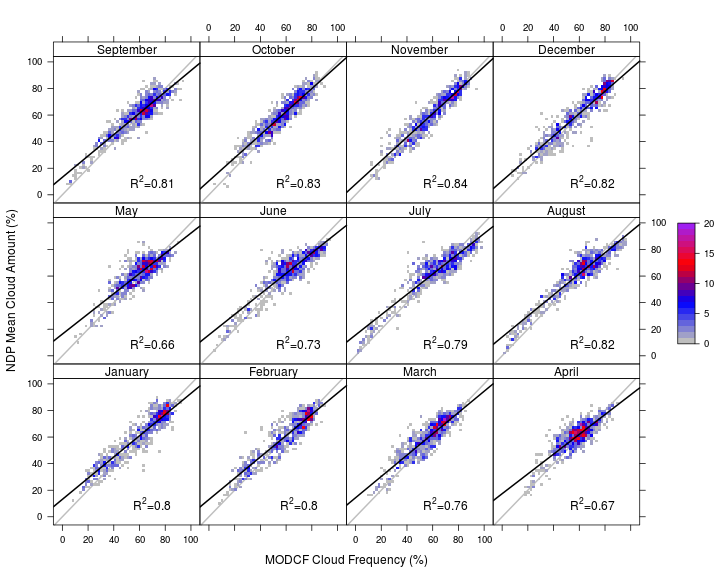 0 20 40 60 80 100 0 20 40 60 80 100
September October November December
100
80
60
40
20
0
R²=0.81 R²=0.83 R²=0.84 R²=0.82
May June July August
100
80
60
40
20
0
R²=0.66 R²=0.73 R²=0.79 R²=0.82
20
15
10
5
0
January February March April
100
80
60
40
20
0
R²=0.8 R²=0.8 R²=0.76 R²=0.67
0 20 40 60 80 100 0 20 40 60 80 100
NDP Mean Cloud Amount (%)
MODCF Cloud Frequency (%)